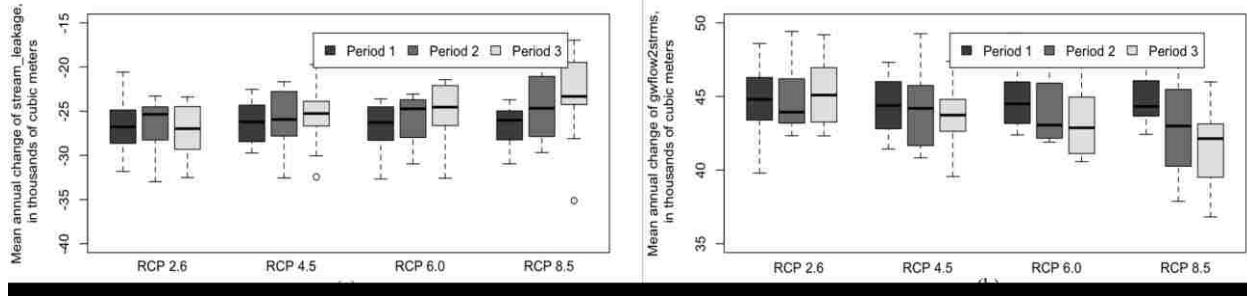 Mean annual change of stream_leakage,
in thousands of cubic meters
-15
-20
-25
-30
-35
-40
Period 1 Period 2 Period 3
RCP 2.6 RCP 4.5 RCP 6.0 RCP 8.5
Mean annual change of gwflow2strms,
in thousands of cubic meters
50
45
40
35
Period 1 Period 2 Period 3
RCP 2.6 RCP 4.5 RCP 6.0 RCP 8.5
(b)